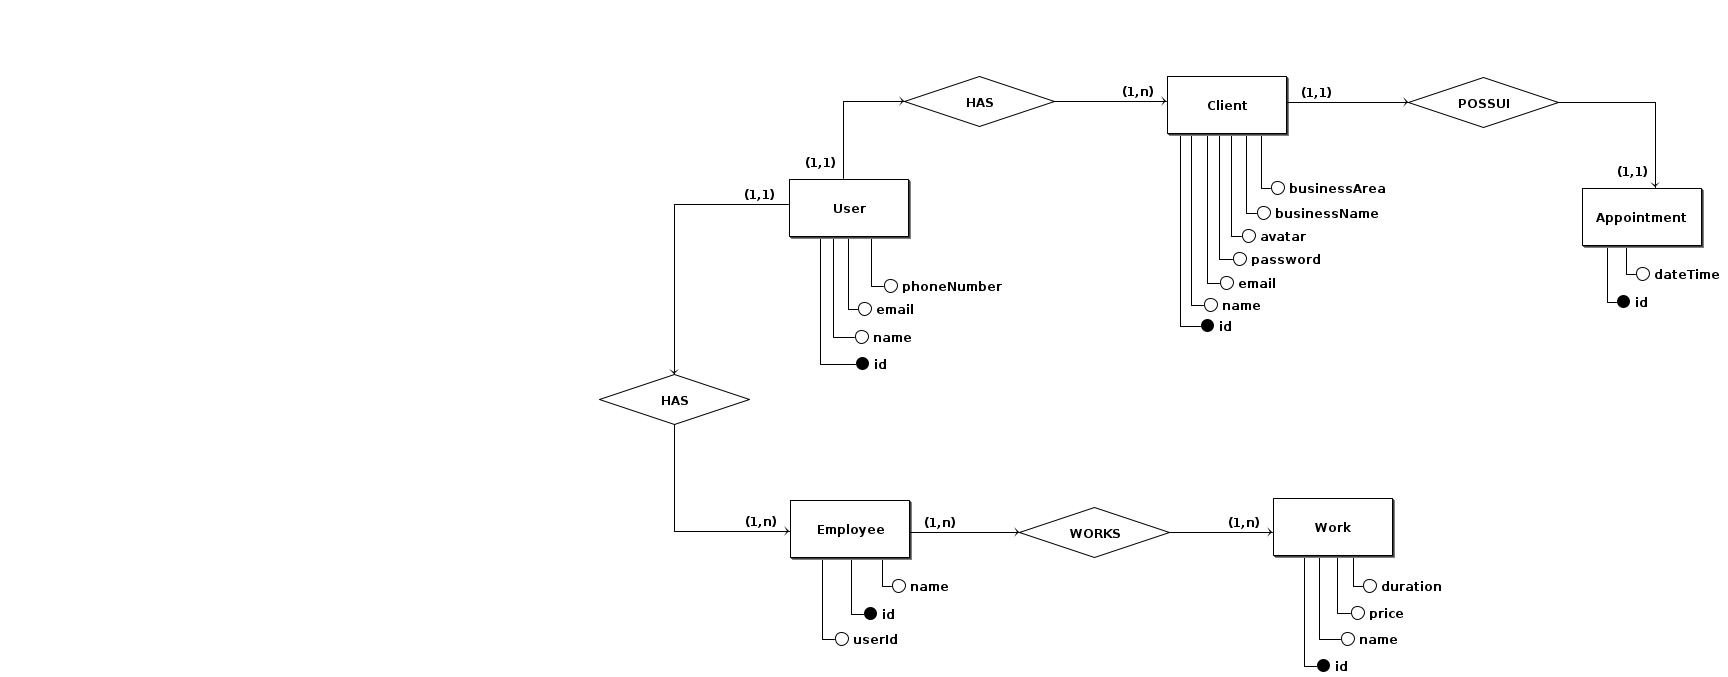 HAS
(1,n)
Client
(1,1)
POSSUI
(1,1)
(1,1)
(1,1)
User
Appointment
businessArea
businessName
avatar
password
email
name
id
phoneNumber
email
name
id
dateTime
id
HAS
(1,n)
Employee
(1,n)
WORKS
(1,n)
Work
name
id
userId
duration
price
name
id